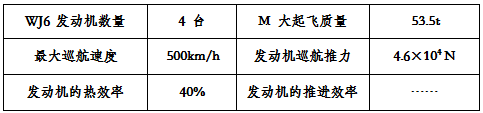 WJ6 发动机数量 4 台 M 大起飞质量 53.5t
最大巡航速度 500km/h 发动机巡航推力 4.6×10⁴ N
发动机的热效率 40% 发动机的推进效率 ------